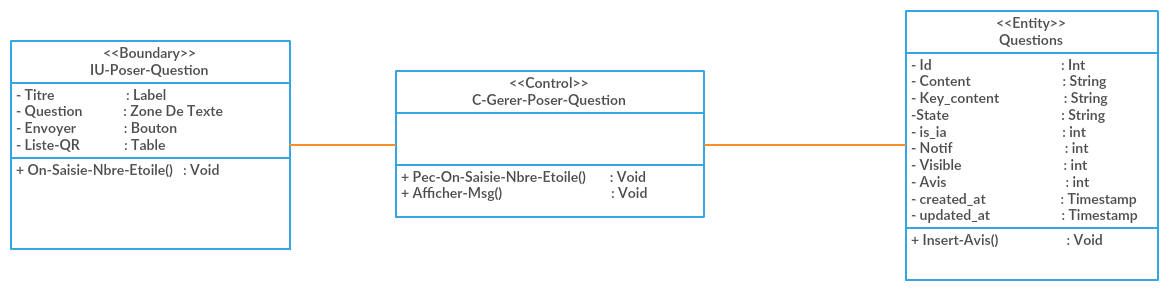 <<Boundary>>
IU-Poser-Question
- Titre : Label
- Question : Zone De Texte
- Envoyer : Bouton
- Liste-QR : Table
+ On-Saisie-Nbre-Etoile() : Void
<<Control>>
C-Gerer-Poser-Question
+ Pec-On-Saisie-Nbre-Etoile() : Void
+ Afficher-Msg() : Void
<<Entity>>
Questions
- Id : Int
- Content : String
- Key_content : String
-State : String
- is_ia : int
- Notif : int
- Visible : int
- Avis : int
- created_at : Timestamp
- updated_at : Timestamp
+ Insert-Avis() : Void